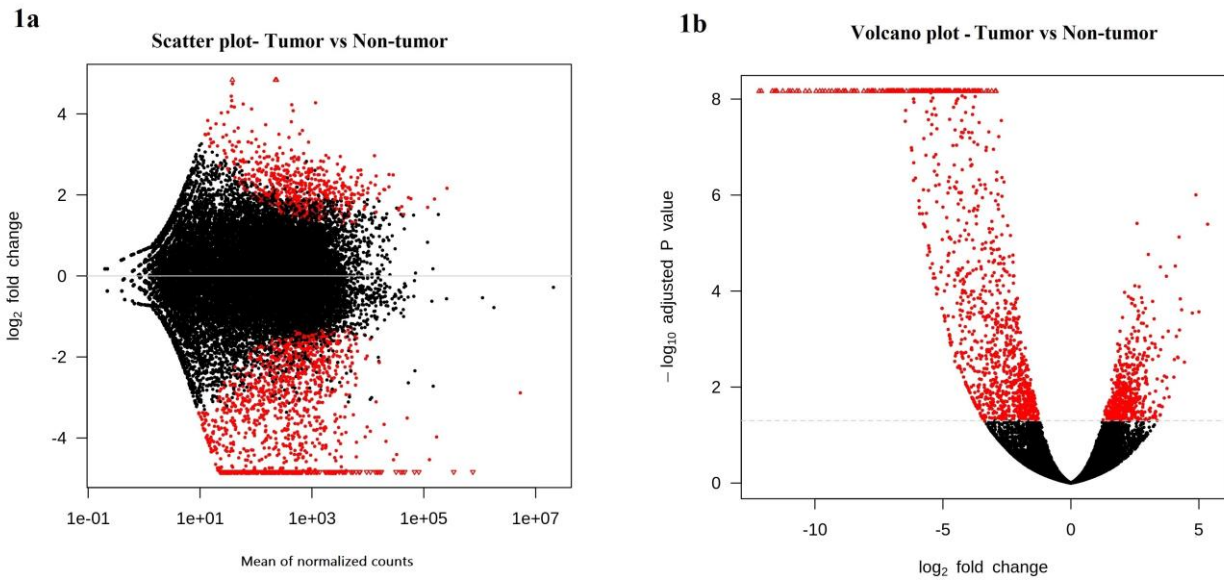 1a
Scatter plot- Tumor vs Non-tumor
log2 fold change
4
2
0
-2
-4
1e-01 1e+01 1e+03 1e+05 1e+07
Mean of normalized counts
1b
Volcano plot - Tumor vs Non-tumor
– log10 adjusted P value
8
6
4
2
0
-10 -5 0 5
log2 fold change